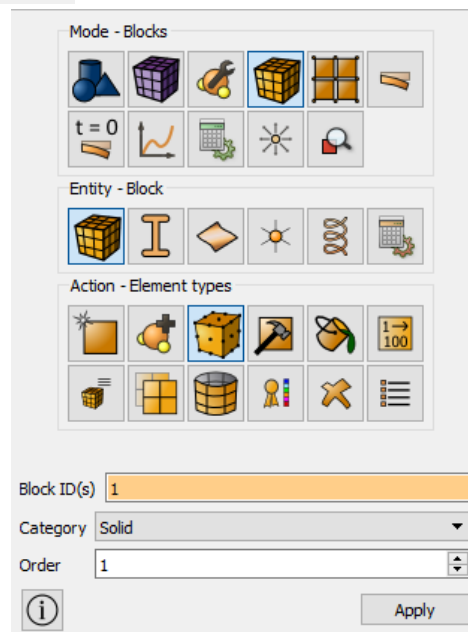 Mode - Blocks
t = 0
Entity - Block
Action - Element types
1→
100
Block ID(s) 1
Category Solid
Order 1
i Apply